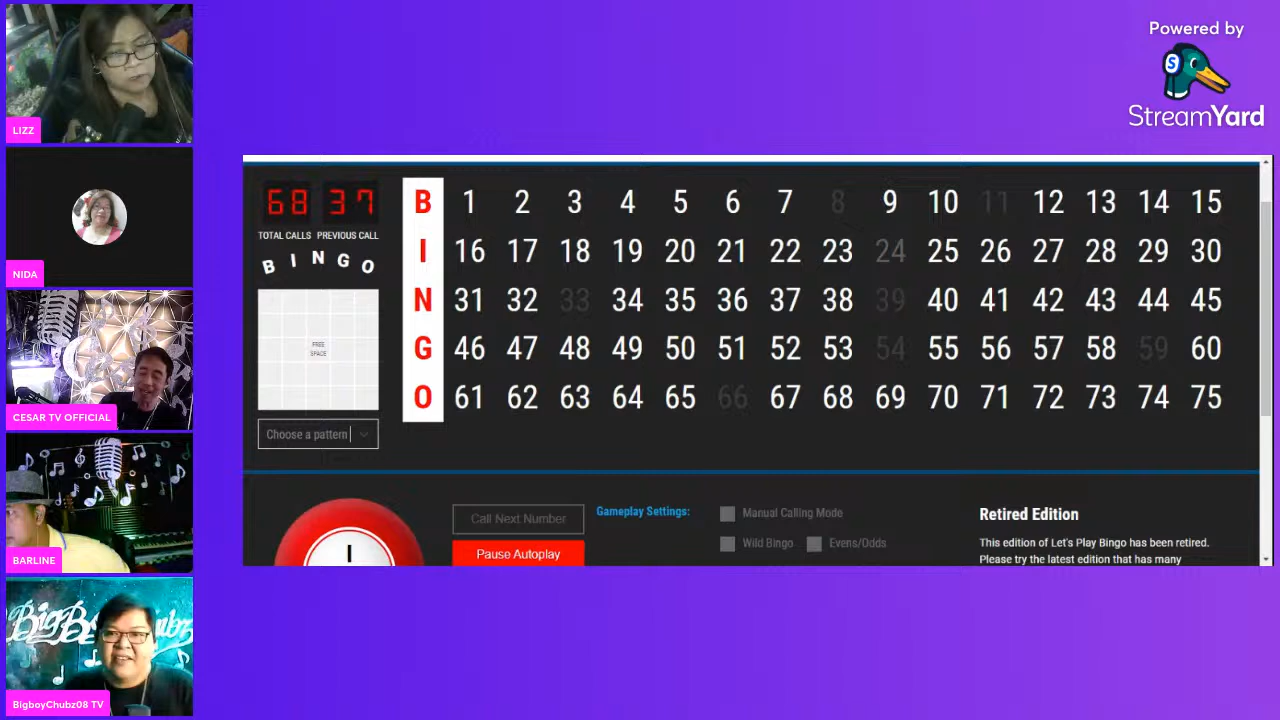 LIZZ
NIDA
CESAR TV OFFICIAL
BARLINE
BigBoyChubz
BigboyChubz08 TV
Powered by
StreamYard
68 37
TOTAL CALLS PREVIOUS CALL
B I N G O
FREE
SPACE
Choose a pattern
B 1 2 3 4 5 6 7 8 9 10 11 12 13 14 15
I 16 17 18 19 20 21 22 23 24 25 26 27 28 29 30
N 31 32 33 34 35 36 37 38 39 40 41 42 43 44 45
G 46 47 48 49 50 51 52 53 54 55 56 57 58 59 60
O 61 62 63 64 65 66 67 68 69 70 71 72 73 74 75
I
Call Next Number
Pause Autoplay
Gameplay Settings:
Manual Calling Mode
Wild Bingo Evens/Odds
Retired Edition
This edition of Let's Play Bingo has been retired.
Please try the latest edition that has many